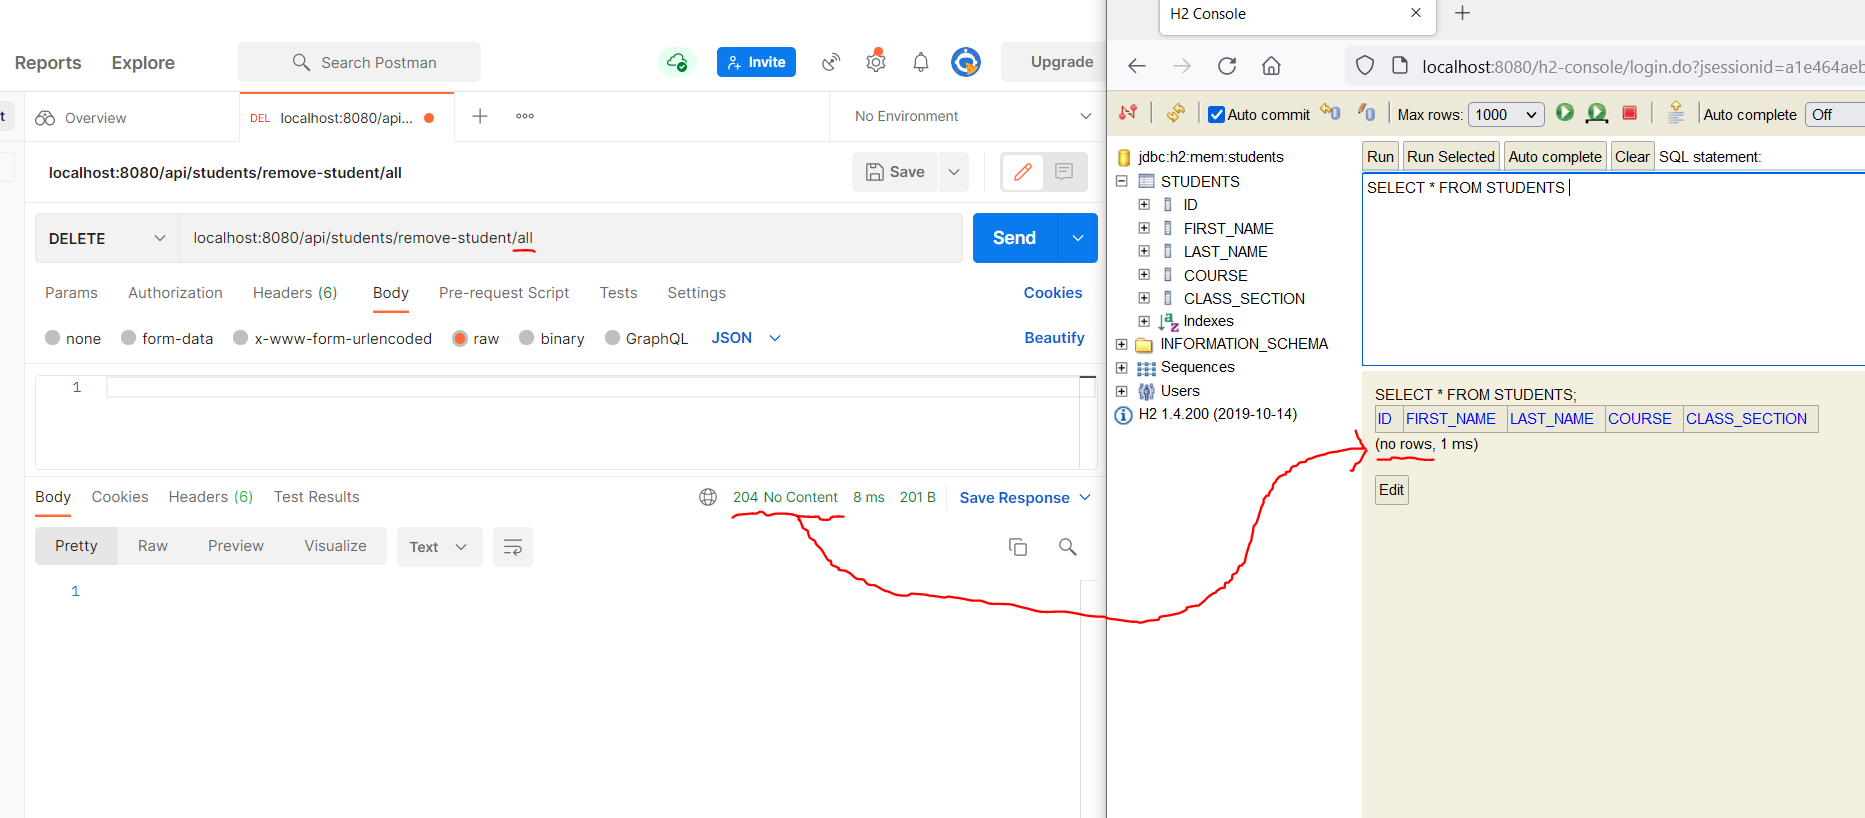 Reports Explore Search Postman Invite Upgrade
t Overview DEL localhost:8080/api... No Environment
localhost:8080/api/students/remove-student/all Save
DELETE localhost:8080/api/students/remove-student/all Send
Params Authorization Headers (6) Body Pre-request Script Tests Settings Cookies
none form-data x-www-form-urlencoded raw binary GraphQL JSON Beautify
1
Body Cookies Headers (6) Test Results 204 No Content 8 ms 201 B Save Response
Pretty Raw Preview Visualize Text
1
H2 Console
localhost:8080/h2-console/login.do?jsessionid=a1e464aeb
Auto commit Max rows: 1000 Auto complete Off
jdbc:h2:mem:students
STUDENTS
ID
FIRST_NAME
LAST_NAME
COURSE
CLASS_SECTION
Indexes
INFORMATION_SCHEMA
Sequences
Users
H2 1.4.200 (2019-10-14)
Run Run Selected Auto complete Clear SQL statement:
SELECT * FROM STUDENTS
SELECT * FROM STUDENTS;
ID FIRST_NAME LAST_NAME COURSE CLASS_SECTION
(no rows, 1 ms)
Edit